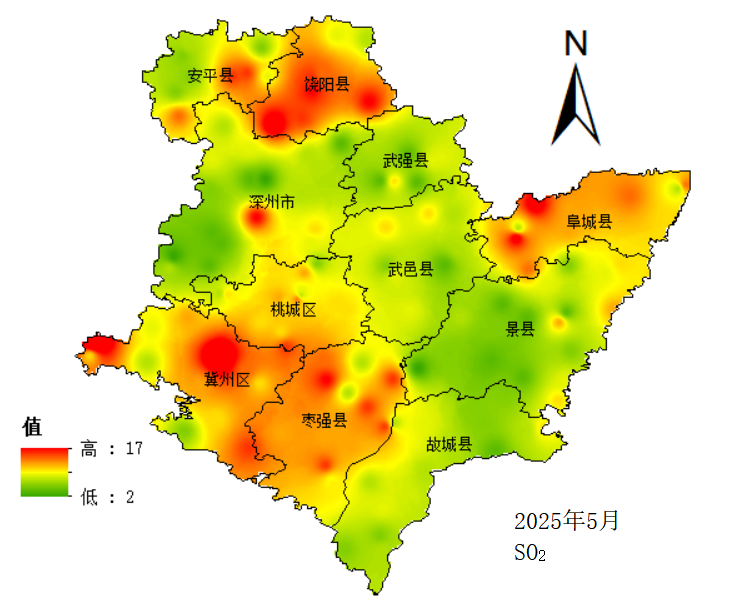 N
安平县
饶阳县
武强县
深州市
阜城县
武邑县
桃城区
景县
冀州区
枣强县
故城县
值
高 : 17
低 : 2
2025年5月
SO₂